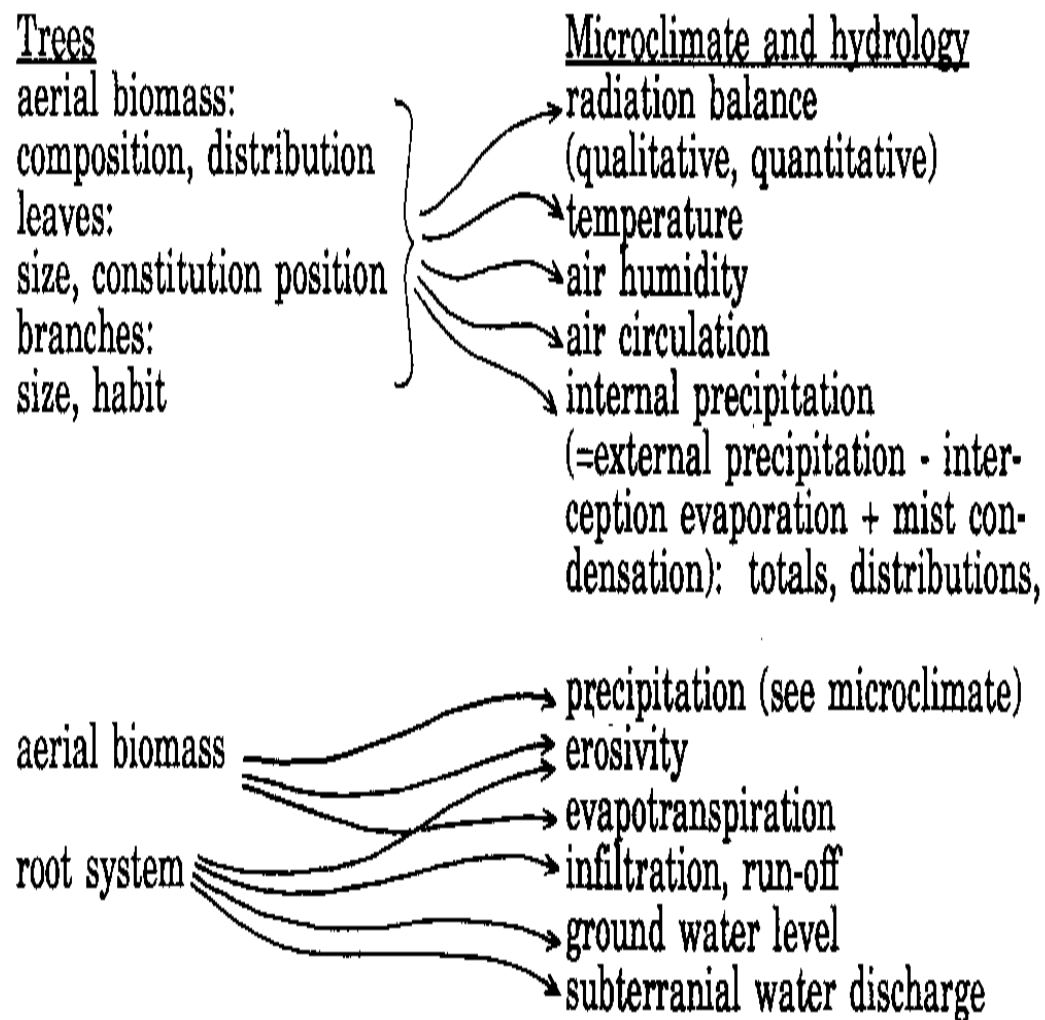 Trees
aerial biomass:
composition, distribution
leaves:
size, constitution position
branches:
size, habit
Microclimate and hydrology
radiation balance
(qualitative, quantitative)
temperature
air humidity
air circulation
internal precipitation
(=external precipitation - inter-
ception evaporation + mist con-
densation): totals, distributions,
aerial biomass
root system
precipitation (see microclimate)
erosivity
evapotranspiration
infiltration, run-off
ground water level
subterranial water discharge